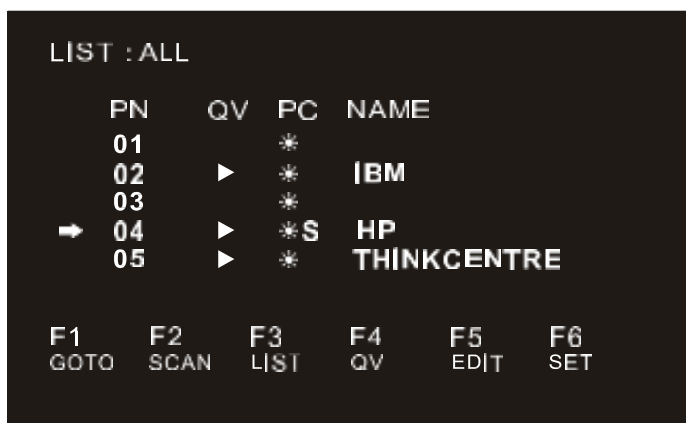 LIST : ALL
PN QV PC NAME
01 ☀
02 ▶ ☀ IBM
03 ☀
➡ 04 ▶ ☀S HP
05 ▶ ☀ THINKCENTRE
F1 F2 F3 F4 F5 F6
GOTO SCAN LIST QV EDIT SET